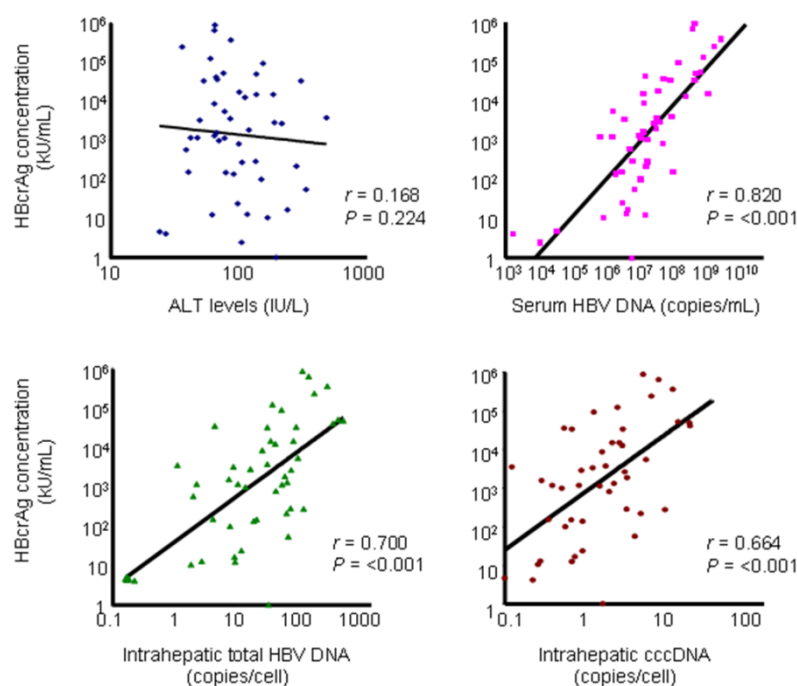 HBcrAg concentration
(kU/mL)
10⁶
10⁵
10⁴
10³
10²
10
1
10
100
1000
ALT levels (IU/L)
r = 0.168
P = 0.224
10⁶
10⁵
10⁴
10³
10²
10
1
10³ 10⁴ 10⁵ 10⁶ 10⁷ 10⁸ 10⁹ 10¹⁰
Serum HBV DNA (copies/mL)
r = 0.820
P = <0.001
HBcrAg concentration
(kU/mL)
10⁶
10⁵
10⁴
10³
10²
10
1
0.1 1 10 100 1000
Intrahepatic total HBV DNA
(copies/cell)
r = 0.700
P = <0.001
10⁶
10⁵
10⁴
10³
10²
10
1
0.1 1 10 100
Intrahepatic cccDNA
(copies/cell)
r = 0.664
P = <0.001